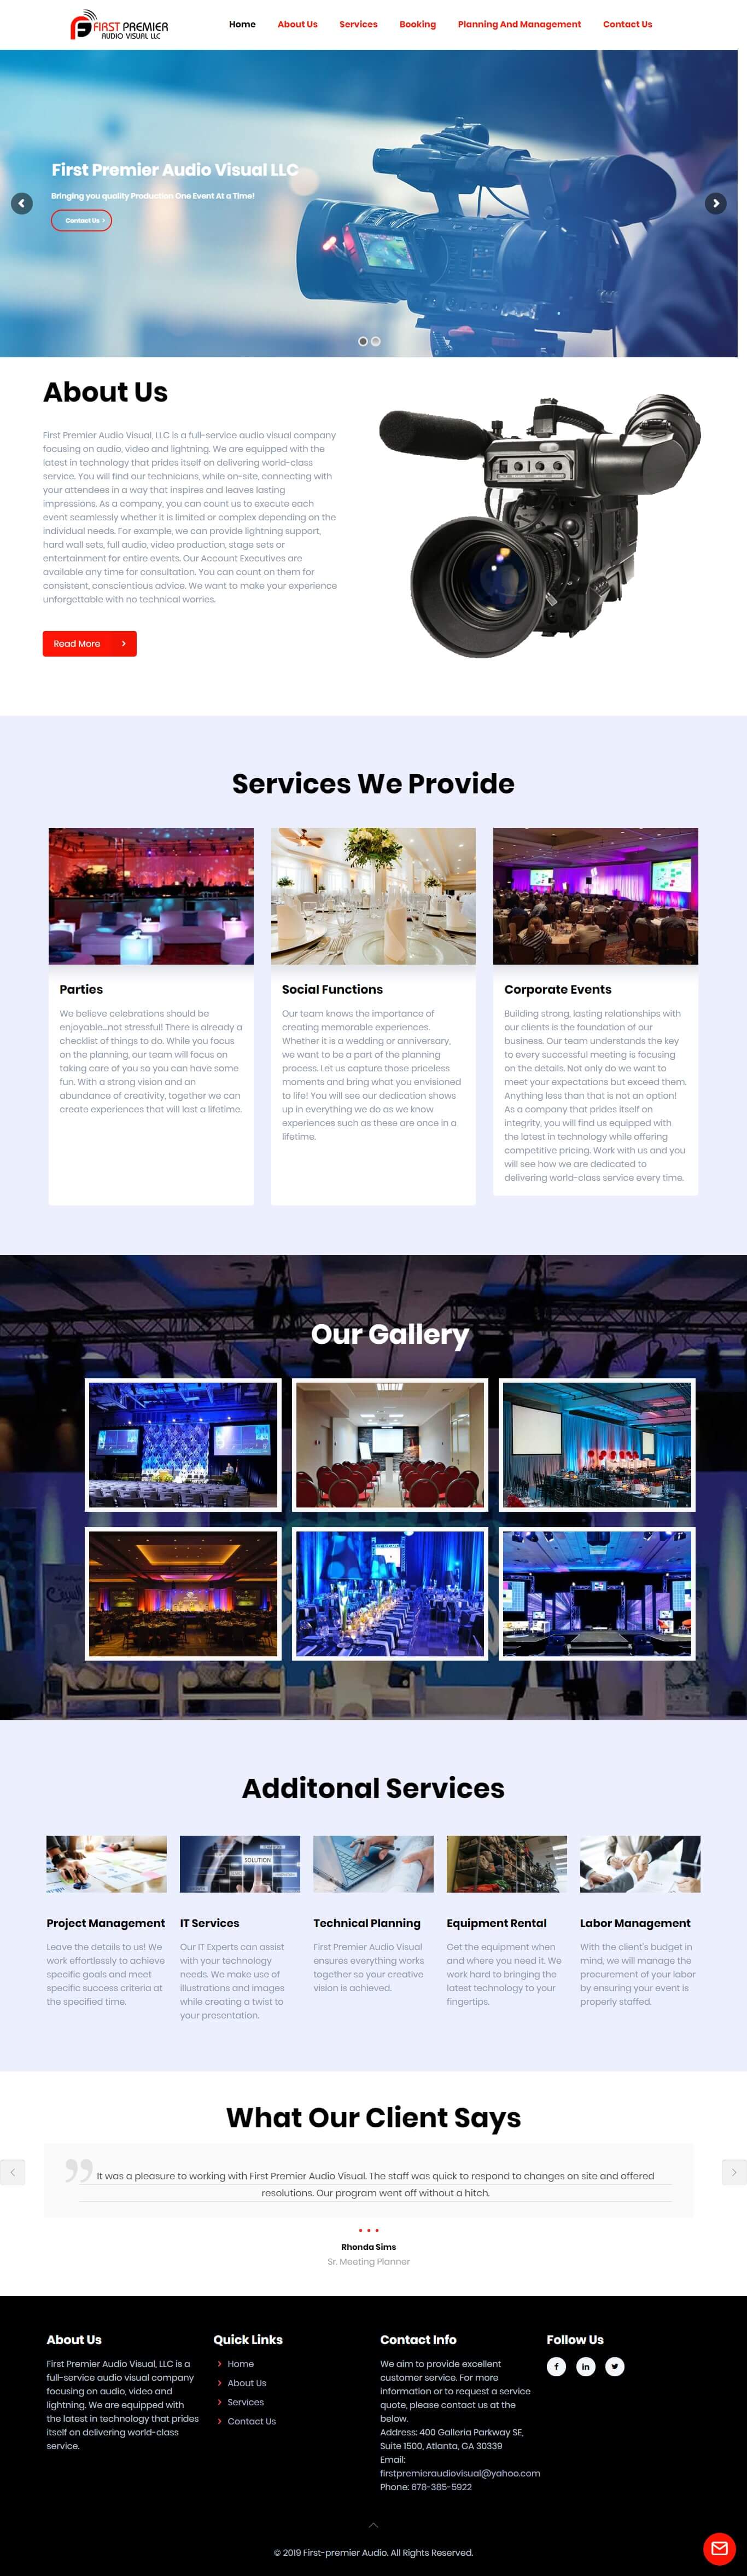 FIRST PREMIER
AUDIO VISUAL LLC
Home
About Us
Services
Booking
Planning And Management
Contact Us
First Premier Audio Visual LLC
Bringing you quality Production One Event At a Time!
Contact Us
About Us
First Premier Audio Visual, LLC is a full-service audio visual company
focusing on audio, video and lightning. We are equipped with the
latest in technology that prides itself on delivering world-class
service. You will find our technicians, while on-site, connecting with
your attendees in a way that inspires and leaves lasting
impressions. As a company, you can count us to execute each
event seamlessly whether it is limited or complex depending on the
individual needs. For example, we can provide lightning support,
hard wall sets, full audio, video production, stage sets or
entertainment for entire events. Our Account Executives are
available any time for consultation. You can count on them for
consistent, conscientious advice. We want to make your experience
unforgettable with no technical worries.
Read More
Services We Provide
Parties
We believe celebrations should be
enjoyable...not stressful! There is already a
checklist of things to do. While you focus
on the planning, our team will focus on
taking care of you so you can have some
fun. With a strong vision and an
abundance of creativity, together we can
create experiences that will last a lifetime.
Social Functions
Our team knows the importance of
creating memorable experiences.
Whether it is a wedding or anniversary,
we want to be a part of the planning
process. Let us capture those priceless
moments and bring what you envisioned
to life! You will see our dedication shows
up in everything we do as we know
experiences such as these are once in a
lifetime.
Corporate Events
Building strong, lasting relationships with
our clients is the foundation of our
business. Our team understands the key
to every successful meeting is focusing
on the details. Not only do we want to
meet your expectations but exceed them.
Anything less than that is not an option!
As a company that prides itself on
integrity, you will find us equipped with
the latest in technology while offering
competitive pricing. Work with us and you
will see how we are dedicated to
delivering world-class service every time.
Our Gallery
Additonal Services
SOLUTION
Project Management
Leave the details to us! We
work effortlessly to achieve
specific goals and meet
specific success criteria at
the specified time.
IT Services
Our IT Experts can assist
with your technology
needs. We make use of
illustrations and images
while creating a twist to
your presentation.
Technical Planning
First Premier Audio Visual
ensures everything works
together so your creative
vision is achieved.
Equipment Rental
Get the equipment when
and where you need it. We
work hard to bringing the
latest technology to your
fingertips.
Labor Management
With the client's budget in
mind, we will manage the
procurement of your labor
by ensuring your event is
properly staffed.
What Our Client Says
It was a pleasure to working with First Premier Audio Visual. The staff was quick to respond to changes on site and offered
resolutions. Our program went off without a hitch.
Rhonda Sims
Sr. Meeting Planner
About Us
First Premier Audio Visual, LLC is a
full-service audio visual company
focusing on audio, video and
lightning. We are equipped with
the latest in technology that prides
itself on delivering world-class
service.
Quick Links
Home
About Us
Services
Contact Us
Contact Info
We aim to provide excellent
customer service. For more
information or to request a service
quote, please contact us at the
below.
Address: 400 Galleria Parkway SE,
Suite 1500, Atlanta, GA 30339
Email:
firstpremieraudiovisual@yahoo.com
Phone: 678-385-5922
Follow Us
© 2019 First-premier Audio. All Rights Reserved.